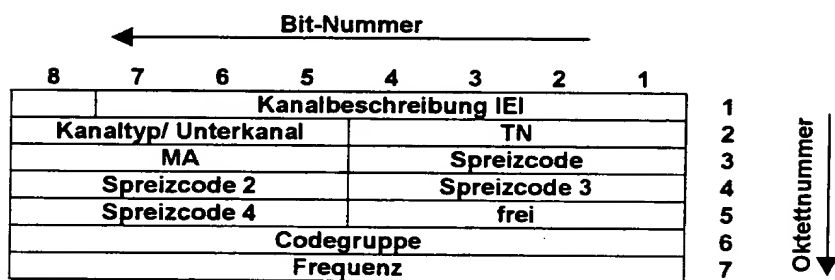 Bit-Nummer
8 7 6 5 4 3 2 1
Kanalbeschreibung IEI 1
Kanaltyp/ Unterkanal TN 2
MA Spreizcode 3
Spreizcode 2 Spreizcode 3 4
Spreizcode 4 frei 5
Codegruppe 6
Frequenz 7
Oktettnummer